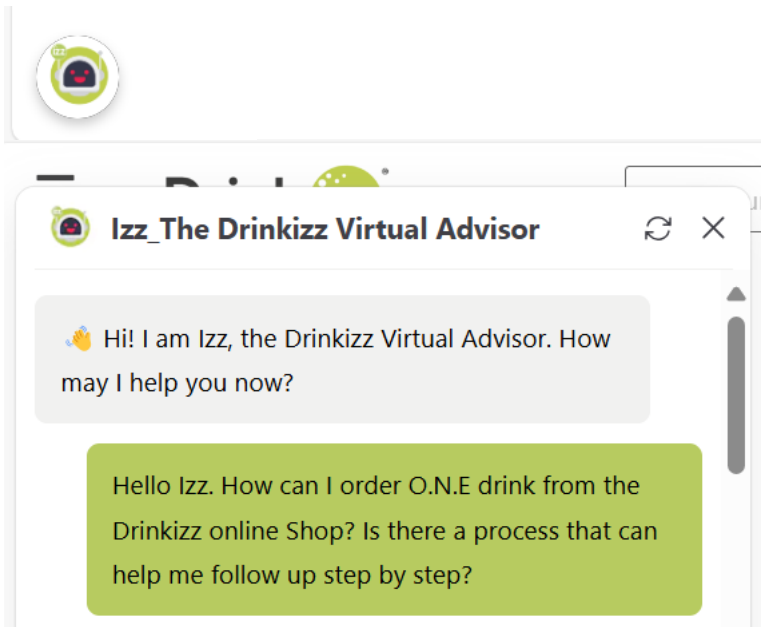 izz
Izz_The Drinkizz Virtual Advisor
👋 Hi! I am Izz, the Drinkizz Virtual Advisor. How
may I help you now?
Hello Izz. How can I order O.N.E drink from the
Drinkizz online Shop? Is there a process that can
help me follow up step by step?